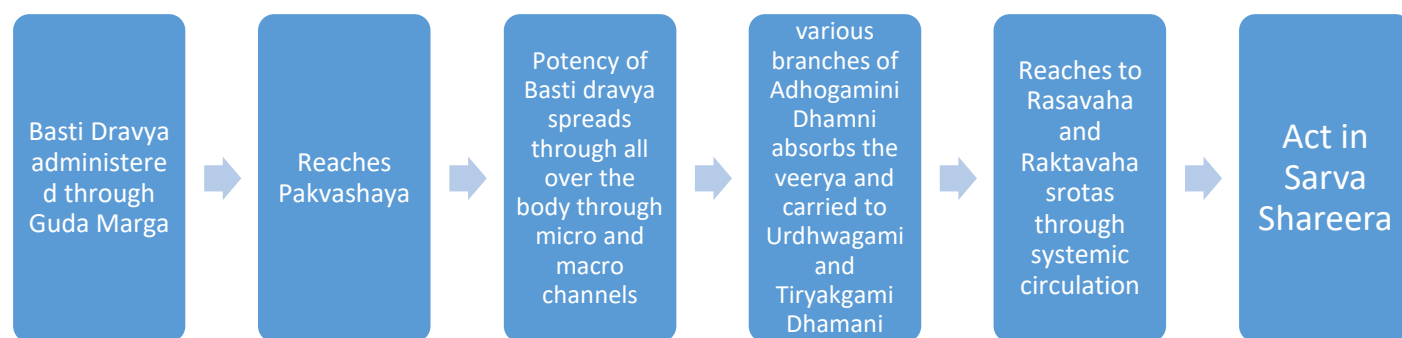 Basti Dravya
administere
d through
Guda Marga
Reaches
Pakvashaya
Potency of
Basti dravya
spreads
through all
over the
body through
micro and
macro
channels
various
branches of
Adhogamini
Dhamni
absorbs the
veerya and
carried to
Urdhwagami
and
Tiryakgami
Dhamani
Reaches to
Rasavaha
and
Raktavaha
srotas
through
systemic
circulation
Act in
Sarva
Shareera